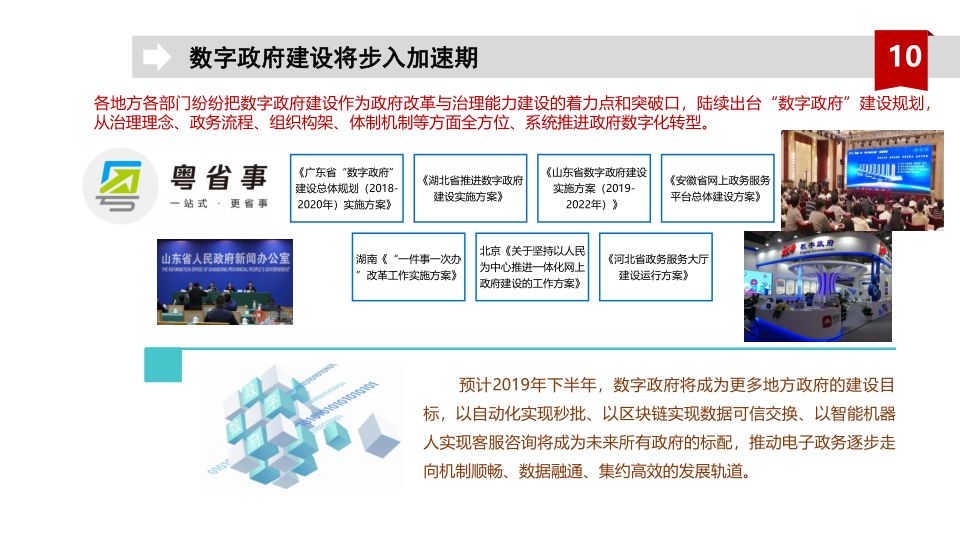 数字政府建设将步入加速期
10
各地方各部门纷纷把数字政府建设作为政府改革与治理能力建设的着力点和突破口，陆续出台“数字政府”建设规划，
从治理理念、政务流程、组织构架、体制机制等方面全方位、系统推进政府数字化转型。
粤省事
一站式 · 更省事
《广东省“数字政府”
建设总体规划（2018-
2020年）实施方案》
《湖北省推进数字政府
建设实施方案》
《山东省数字政府建设
实施方案（2019-
2022年）》
《安徽省网上政务服务
平台总体建设方案》
山东省人民政府新闻办公室
THE INFORMATION OFFICE OF SHANDONG PROVINCIAL PEOPLE'S GOVERNMENT
湖南《“一件事一次办
”改革工作实施方案》
北京《关于坚持以人民
为中心推进一体化网上
政府建设的工作方案》
《河北省政务服务大厅
建设运行方案》
数字政府
Digital Government
预计2019年下半年，数字政府将成为更多地方政府的建设目
标，以自动化实现秒批、以区块链实现数据可信交换、以智能机器
人实现客服咨询将成为未来所有政府的标配，推动电子政务逐步走
向机制顺畅、数据融通、集约高效的发展轨道。
数字
政府